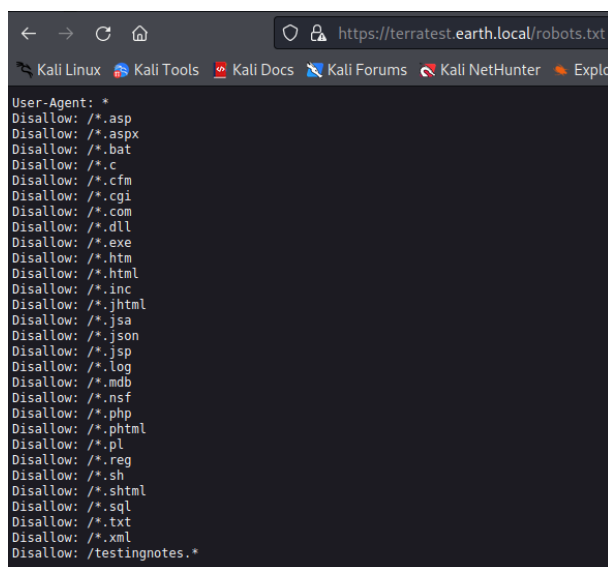 https://terratest.earth.local/robots.txt
Kali Linux Kali Tools Kali Docs Kali Forums Kali NetHunter Explo
User-Agent: *
Disallow: /*.asp
Disallow: /*.aspx
Disallow: /*.bat
Disallow: /*.c
Disallow: /*.cfm
Disallow: /*.cgi
Disallow: /*.com
Disallow: /*.dll
Disallow: /*.exe
Disallow: /*.htm
Disallow: /*.html
Disallow: /*.inc
Disallow: /*.jhtml
Disallow: /*.jsa
Disallow: /*.json
Disallow: /*.jsp
Disallow: /*.log
Disallow: /*.mdb
Disallow: /*.nsf
Disallow: /*.php
Disallow: /*.phtml
Disallow: /*.pl
Disallow: /*.reg
Disallow: /*.sh
Disallow: /*.shtml
Disallow: /*.sql
Disallow: /*.txt
Disallow: /*.xml
Disallow: /testingnotes.*